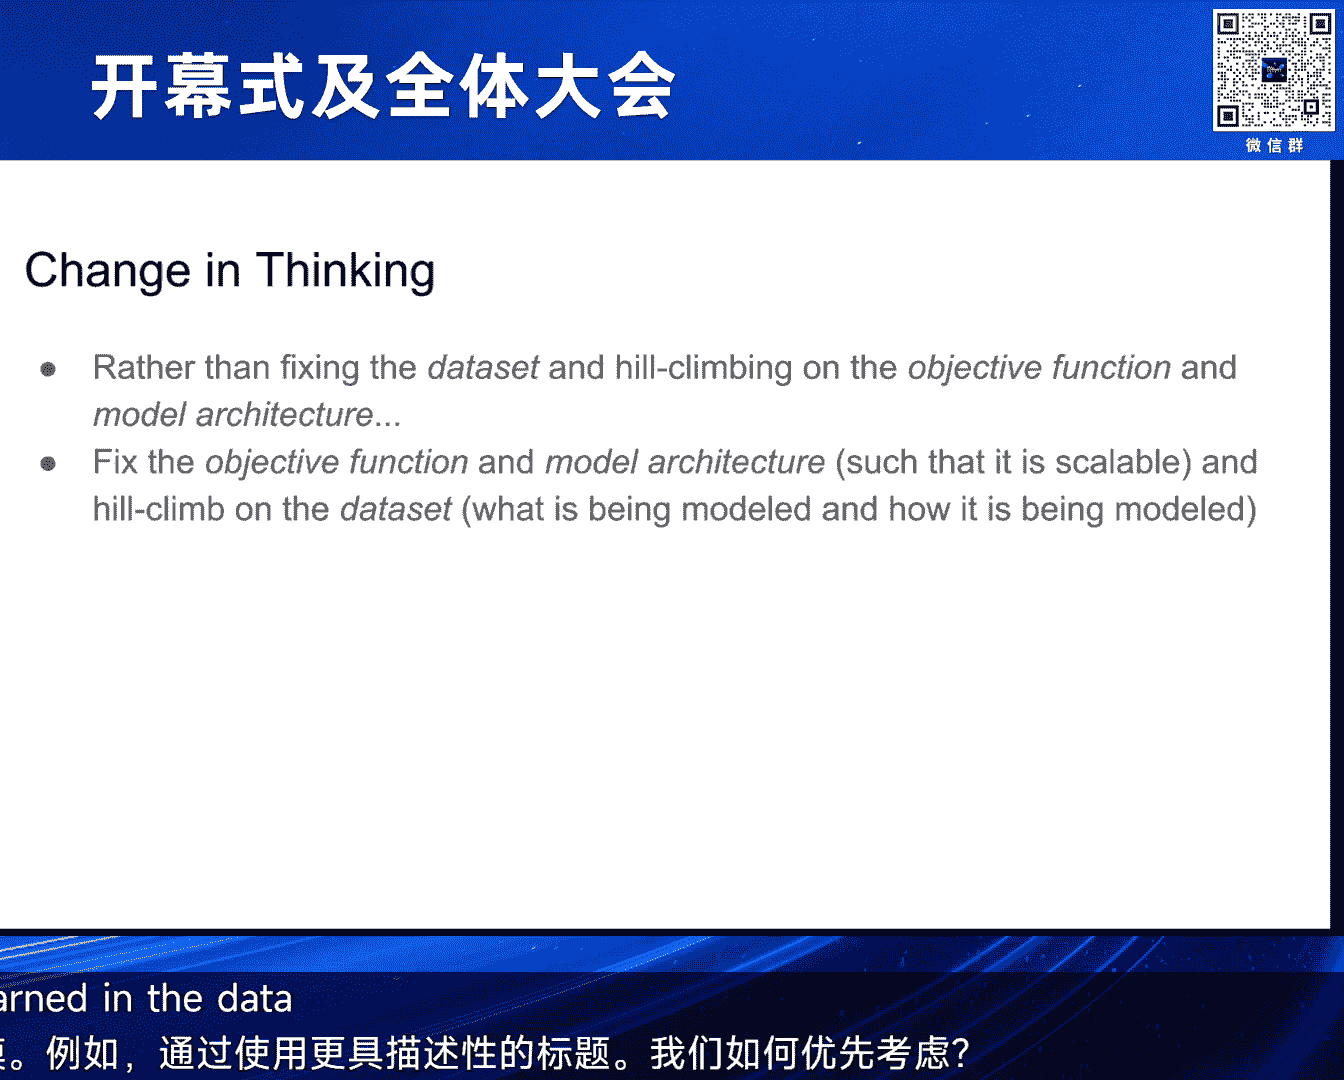 开幕式及全体大会
微信群
Change in Thinking
● Rather than fixing the dataset and hill-climbing on the objective function and
model architecture...
● Fix the objective function and model architecture (such that it is scalable) and
hill-climb on the dataset (what is being modeled and how it is being modeled)
in the data
。例如，通过使用更具描述性的标题。我们如何优先考虑？